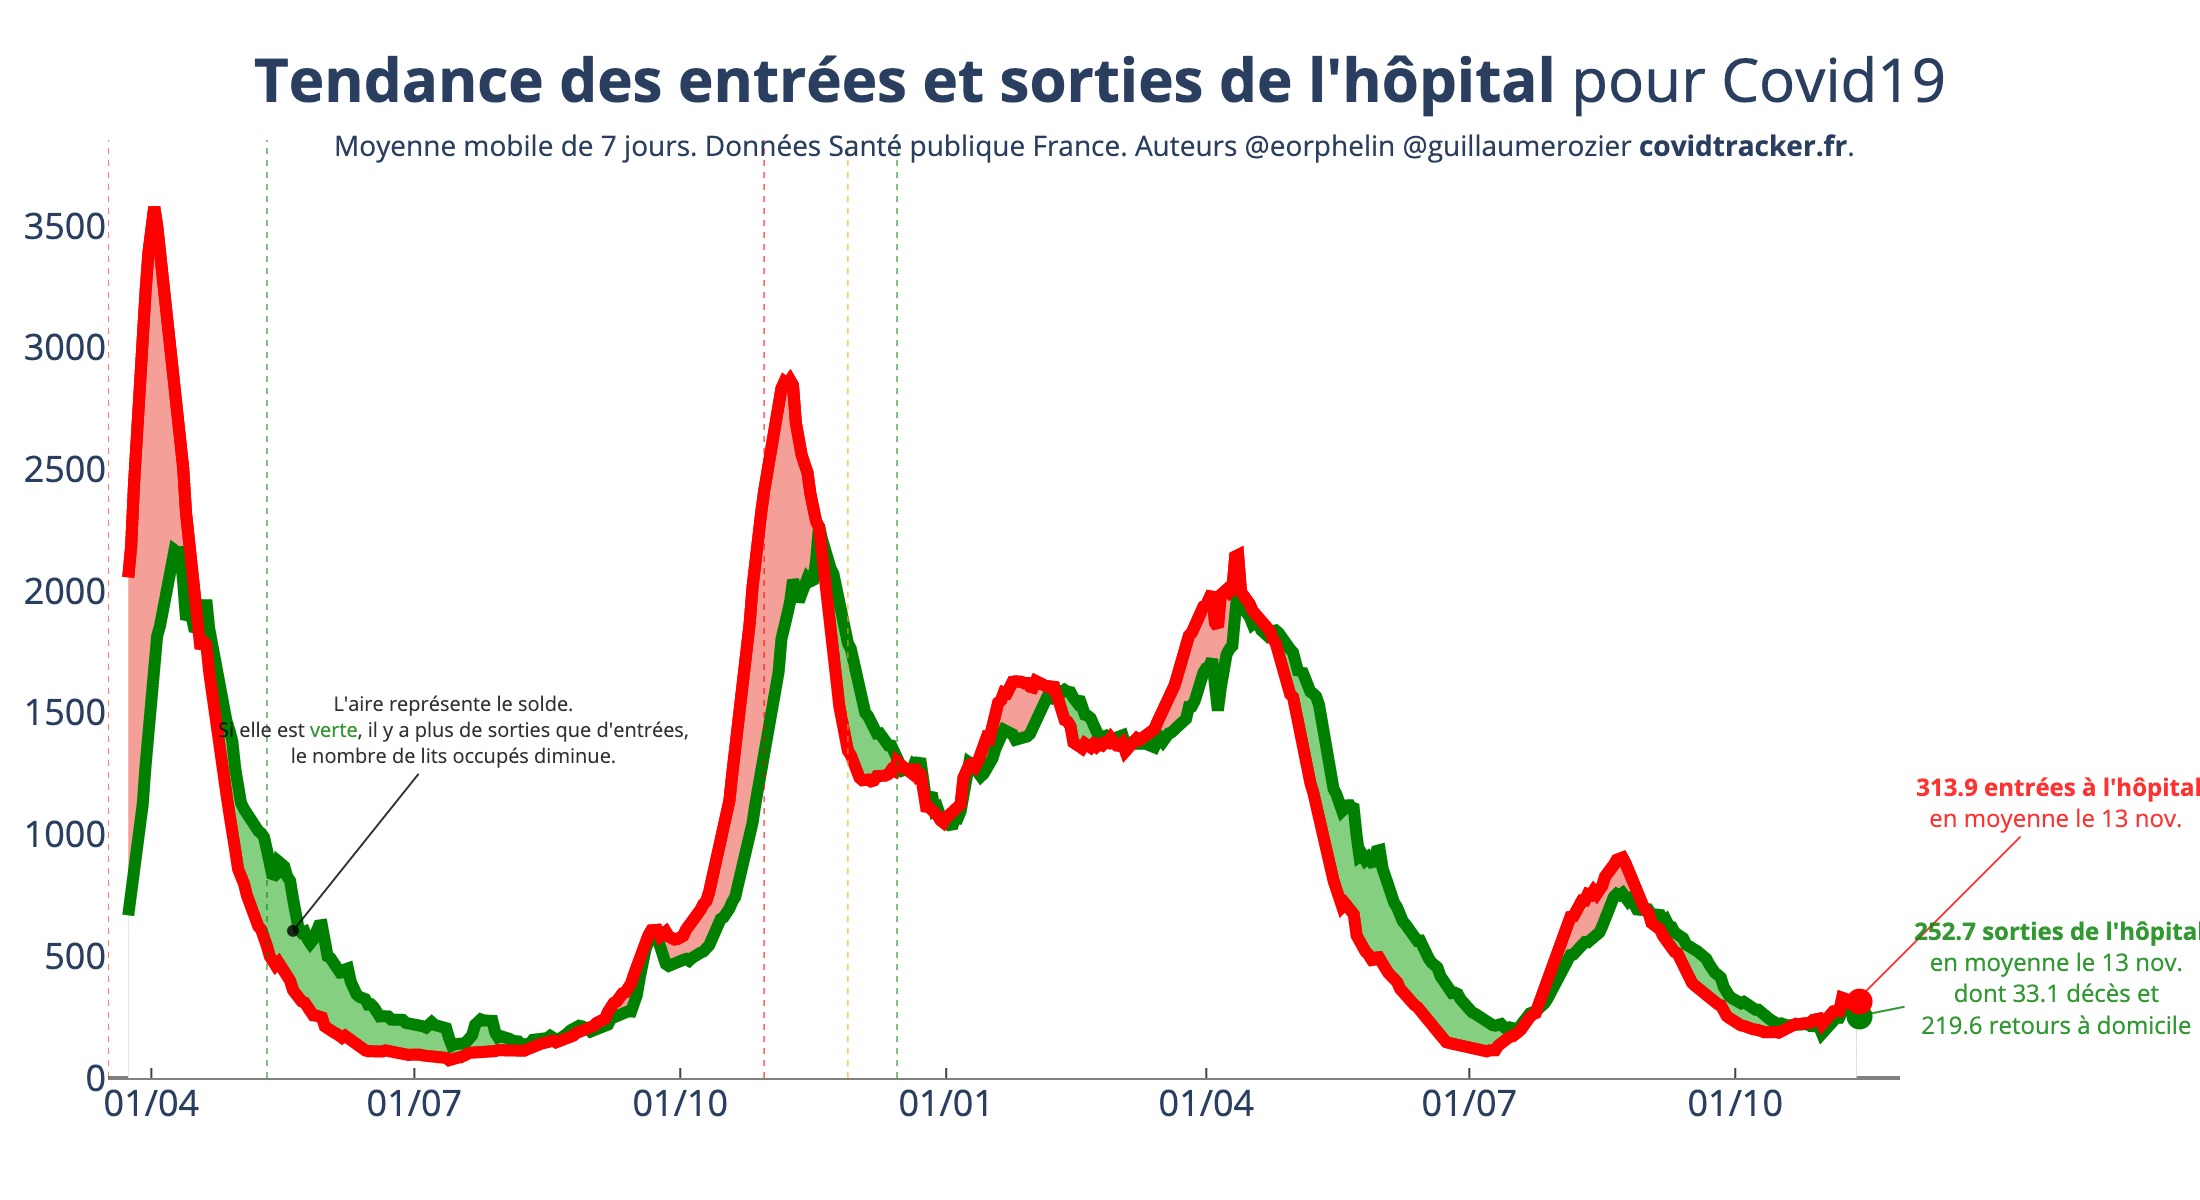 Tendance des entrées et sorties de l'hôpital pour Covid19
Moyenne mobile de 7 jours. Données Santé publique France. Auteurs @eorphelin @guillaumerozier covidtracker.fr.
3500
3000
2500
2000
1500
1000
500
0
L'aire représente le solde.
Si elle est verte, il y a plus de sorties que d'entrées,
le nombre de lits occupés diminue.
313.9 entrées à l'hôpital
en moyenne le 13 nov.
252.7 sorties de l'hôpital
en moyenne le 13 nov.
dont 33.1 décès et
219.6 retours à domicile
01/04
01/07
01/10
01/01
01/04
01/07
01/10